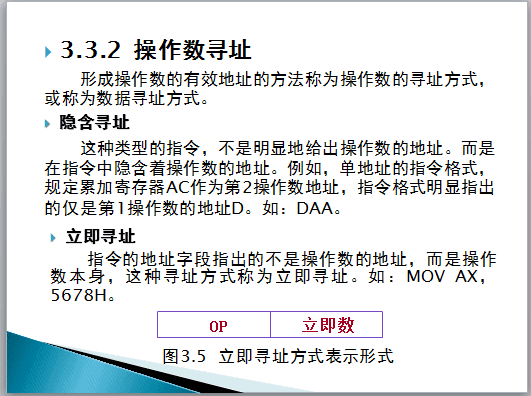 3.3.2 操作数寻址
形成操作数的有效地址的方法称为操作数的寻址方式，
或称为数据寻址方式。
隐含寻址
这种类型的指令，不是明显地给出操作数的地址。而是
在指令中隐含着操作数的地址。例如，单地址的指令格式，
规定累加寄存器AC作为第2操作数地址，指令格式明显指出
的仅是第1操作数的地址D。如：DAA。
立即寻址
指令的地址字段指出的不是操作数的地址，而是操作
数本身，这种寻址方式称为立即寻址。如：MOV AX，
5678H。
OP 立即数
图3.5 立即寻址方式表示形式